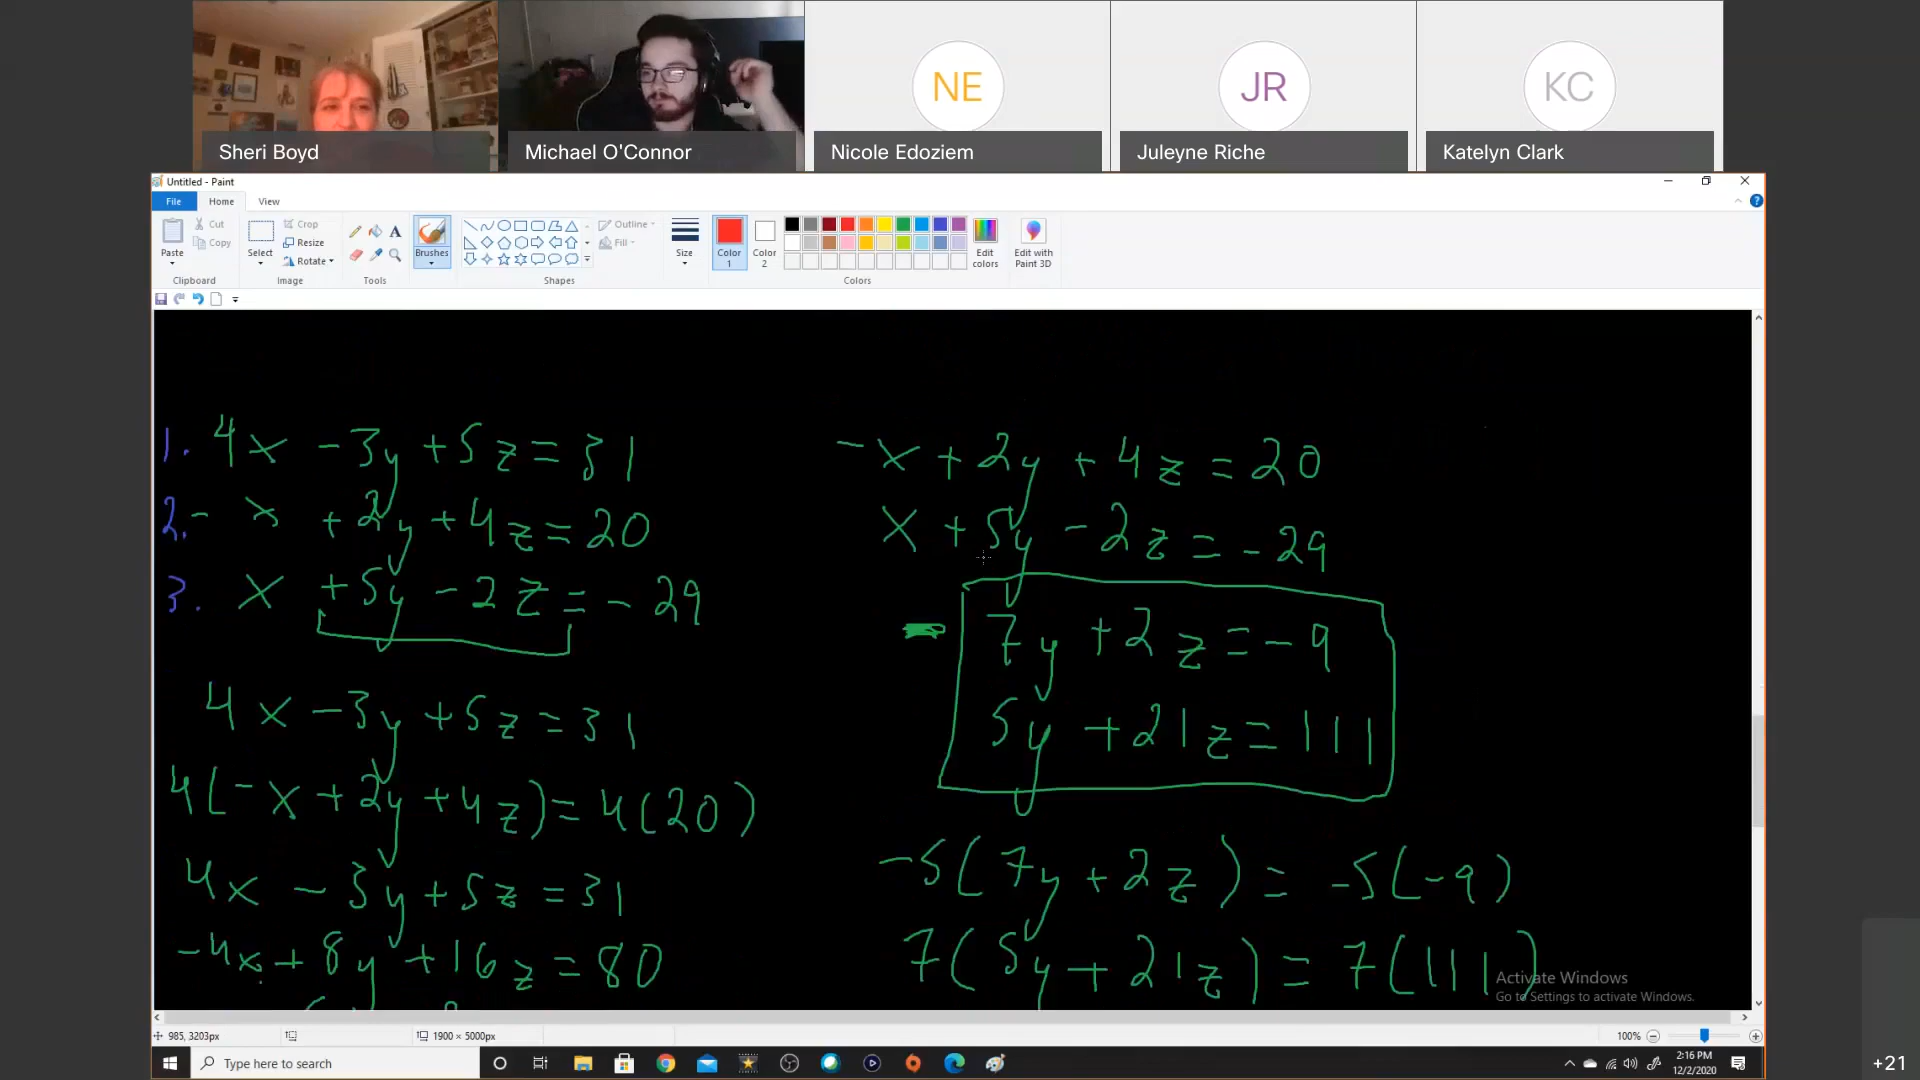 NE
JR
KC
Sheri Boyd
Michael O'Connor
Nicole Edoziem
Juleyne Riche
Katelyn Clark
Untitled - Paint
File
Home
View
Paste
Cut
Copy
Clipboard
Select
Crop
Resize
Rotate
Image
A
Tools
Brushes
Shapes
Outline
Fill
Size
Color 1
Color 2
Edit colors
Colors
Edit with Paint 3D
1. 4x - 3y + 5z = 31
2. - x + 2y + 4z = 20
3. x + 5y - 2z = - 29
4x - 3y + 5z = 31
4(-x + 2y + 4z) = 4(20)
4x - 3y + 5z = 31
-4x + 8y + 16z = 80
-x + 2y + 4z = 20
x + 5y - 2z = -29
7y + 2z = -9
5y + 21z = 111
-5(7y + 2z) = -5(-9)
7(5y + 21z) = 7(111)
Activate Windows
Go to Settings to activate Windows.
985, 3203px
1900 × 5000px
100%
Type here to search
2:16 PM
12/2/2020
+21